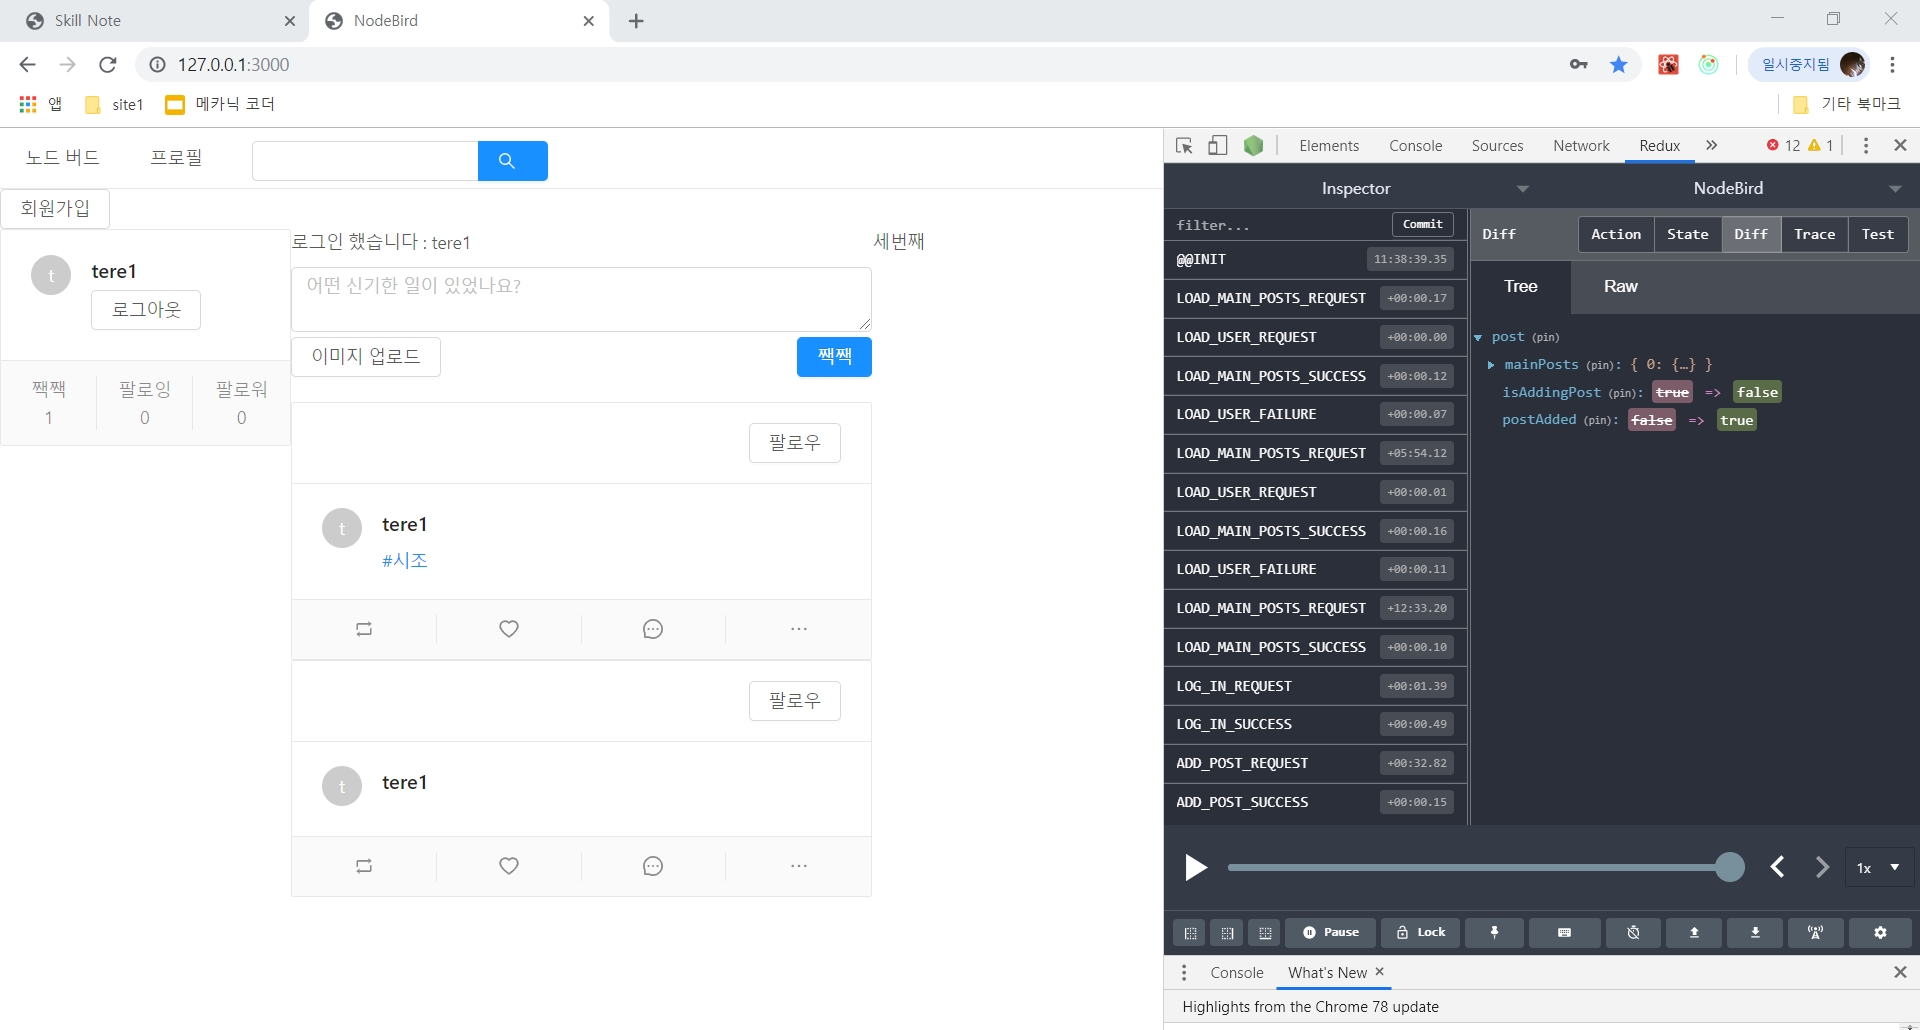 Skill Note
NodeBird
127.0.0.1:3000
일시중지됨
앱
site1
메카닉 코더
기타 북마크
노드 버드
프로필
회원가입
t
tere1
로그아웃
짹짹
1
팔로잉
0
팔로워
0
로그인 했습니다 : tere1
세번째
어떤 신기한 일이 있었나요?
이미지 업로드
짹짹
팔로우
t
tere1
#시조
팔로우
t
tere1
Elements
Console
Sources
Network
Redux
12
1
Inspector
NodeBird
filter...
Commit
@@INIT 11:38:39.35
LOAD_MAIN_POSTS_REQUEST +00:00.17
LOAD_USER_REQUEST +00:00.00
LOAD_MAIN_POSTS_SUCCESS +00:00.12
LOAD_USER_FAILURE +00:00.07
LOAD_MAIN_POSTS_REQUEST +05:54.12
LOAD_USER_REQUEST +00:00.01
LOAD_MAIN_POSTS_SUCCESS +00:00.16
LOAD_USER_FAILURE +00:00.11
LOAD_MAIN_POSTS_REQUEST +12:33.20
LOAD_MAIN_POSTS_SUCCESS +00:00.10
LOG_IN_REQUEST +00:01.39
LOG_IN_SUCCESS +00:00.49
ADD_POST_REQUEST +00:32.82
ADD_POST_SUCCESS +00:00.15
Diff
Action
State
Diff
Trace
Test
Tree
Raw
post (pin)
mainPosts (pin): { 0: {…} }
isAddingPost (pin): true => false
postAdded (pin): false => true
1x
Pause
Lock
Console
What's New
Highlights from the Chrome 78 update